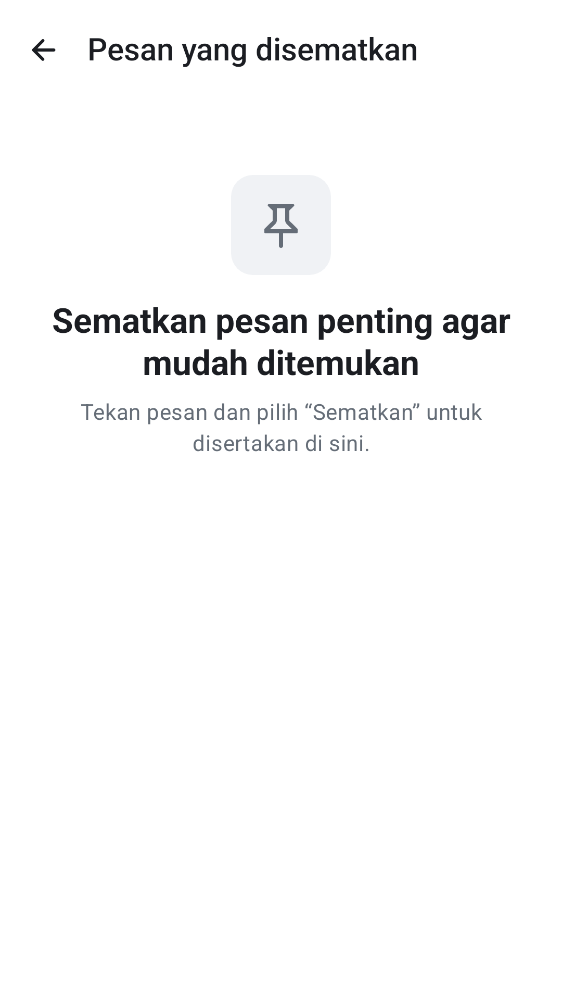 Pesan yang disematkan
Sematkan pesan penting agar
mudah ditemukan
Tekan pesan dan pilih “Sematkan” untuk
disertakan di sini.